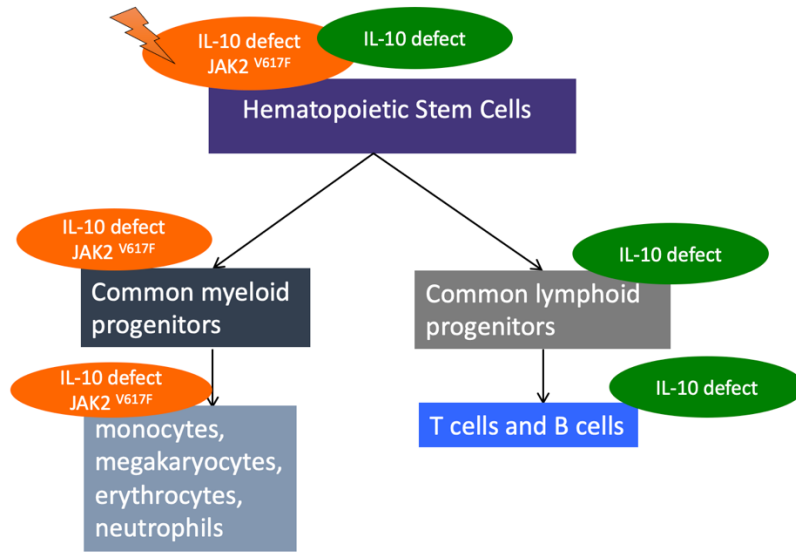 IL-10 defect
JAK2 V617F
IL-10 defect
Hematopoietic Stem Cells
IL-10 defect
JAK2 V617F
Common myeloid
progenitors
IL-10 defect
Common lymphoid
progenitors
IL-10 defect
JAK2 V617F
monocytes,
megakaryocytes,
erythrocytes,
neutrophils
IL-10 defect
T cells and B cells